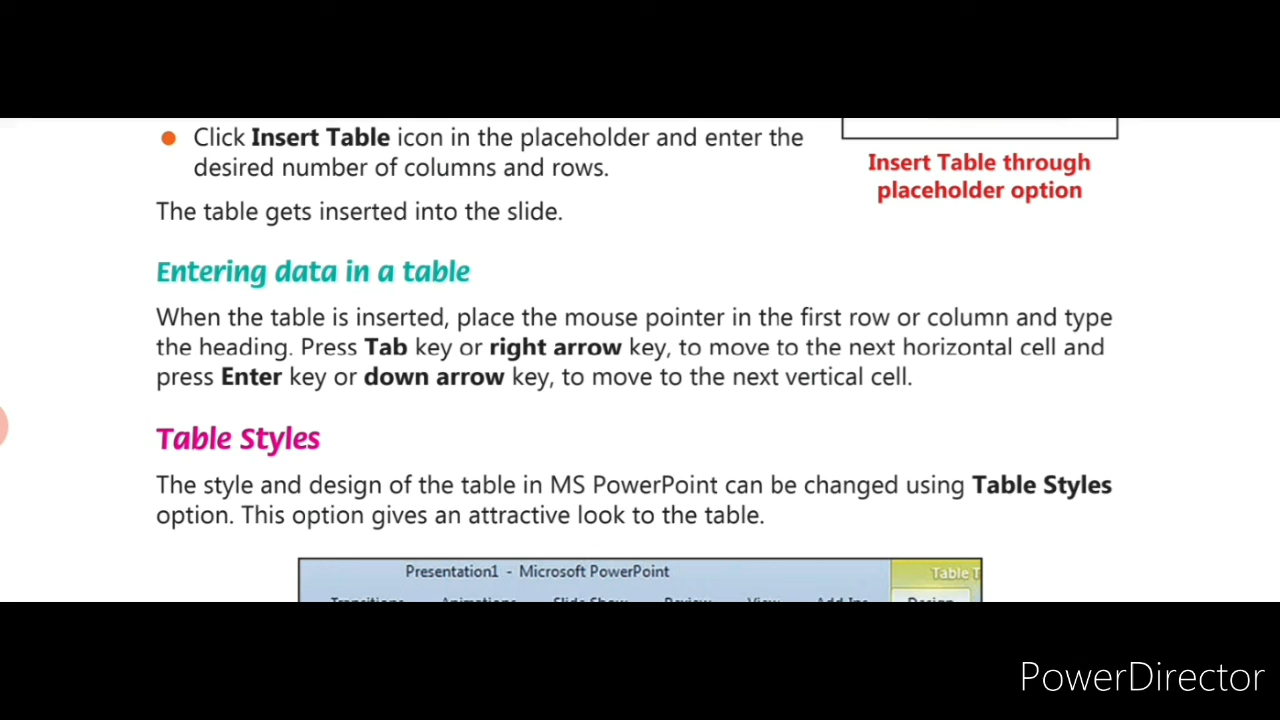 Click Insert Table icon in the placeholder and enter the
desired number of columns and rows.
Insert Table through
placeholder option
The table gets inserted into the slide.
Entering data in a table
When the table is inserted, place the mouse pointer in the first row or column and type
the heading. Press Tab key or right arrow key, to move to the next horizontal cell and
press Enter key or down arrow key, to move to the next vertical cell.
Table Styles
The style and design of the table in MS PowerPoint can be changed using Table Styles
option. This option gives an attractive look to the table.
Presentation1 - Microsoft PowerPoint
Table T
Transitions Animations Slide Show Review View Add-Ins Design
PowerDirector